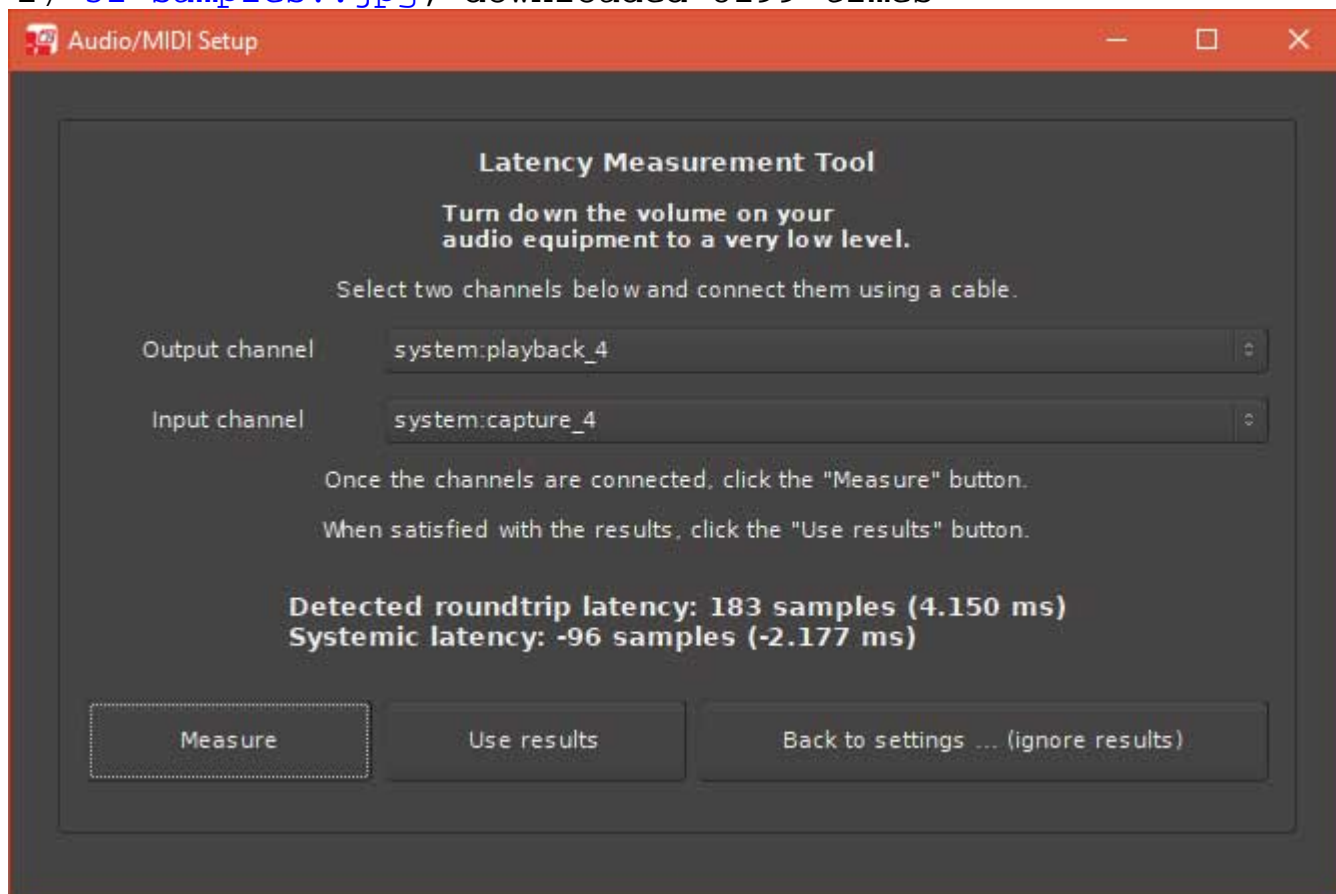 downloaded 6199 times
Audio/MIDI Setup
Latency Measurement Tool
Turn down the volume on your
audio equipment to a very low level.
Select two channels below and connect them using a cable.
Output channel system:playback_4
Input channel system:capture_4
Once the channels are connected, click the "Measure" button.
When satisfied with the results, click the "Use results" button.
Detected roundtrip latency: 183 samples (4.150 ms)
Systemic latency: -96 samples (-2.177 ms)
Measure Use results Back to settings ... (ignore results)